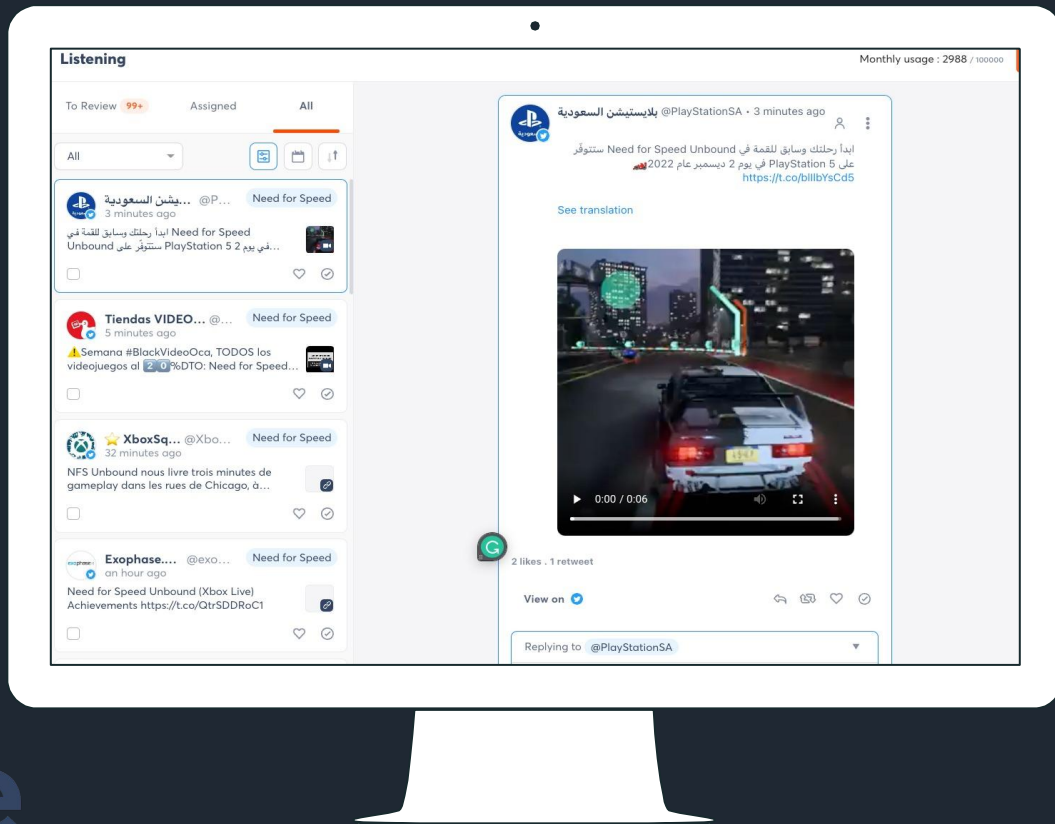 Listening
Monthly usage : 2988 / 100000
To Review 99+
Assigned
All
All
...يشن السعودية @P...
Need for Speed
3 minutes ago
ابدأ رحلتك وسابق للقمة في Need for Speed
Unbound ستتوفّر على PlayStation 5 في يوم 2...
Tiendas VIDEO... @...
Need for Speed
5 minutes ago
⚠️Semana #BlackVideoOca, TODOS los
videojuegos al 2️⃣0️⃣%DTO: Need for Speed...
⭐ XboxSq... @Xbo...
Need for Speed
32 minutes ago
NFS Unbound nous livre trois minutes de
gameplay dans les rues de Chicago, à...
Exophase.... @exo...
Need for Speed
an hour ago
Need for Speed Unbound (Xbox Live)
Achievements https://t.co/QtrSDDRoC1
بلايستيشن السعودية @PlayStationSA • 3 minutes ago
ابدأ رحلتك وسابق للقمة في Need for Speed Unbound ستتوفّر
على PlayStation 5 في يوم 2 ديسمبر عام 2022🏎️
See translation
0:00 / 0:06
2 likes . 1 retweet
View on
Replying to @PlayStationSA